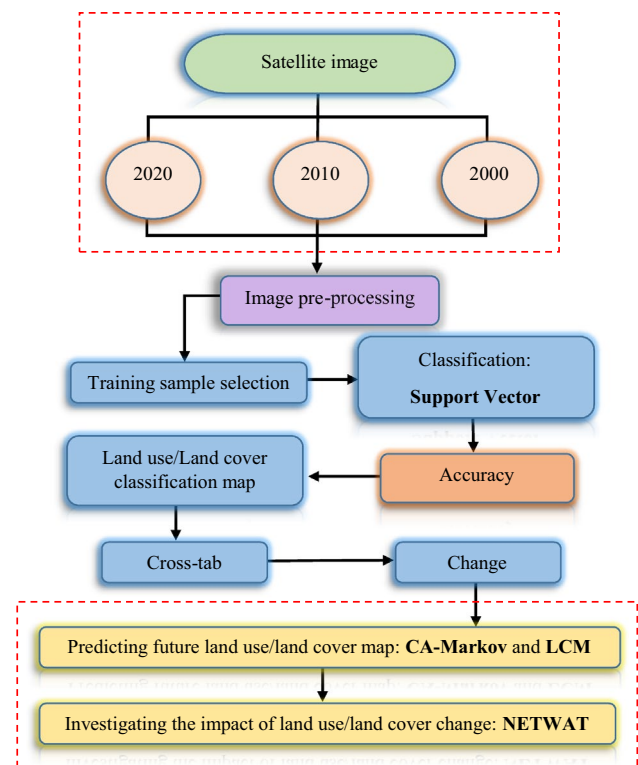 Satellite image
2020
2010
2000
Image pre-processing
Training sample selection
Classification:
Support Vector
Land use/Land cover
classification map
Accuracy
Cross-tab
Change
Predicting future land use/land cover map: CA-Markov and LCM
Investigating the impact of land use/land cover change: NETWAT